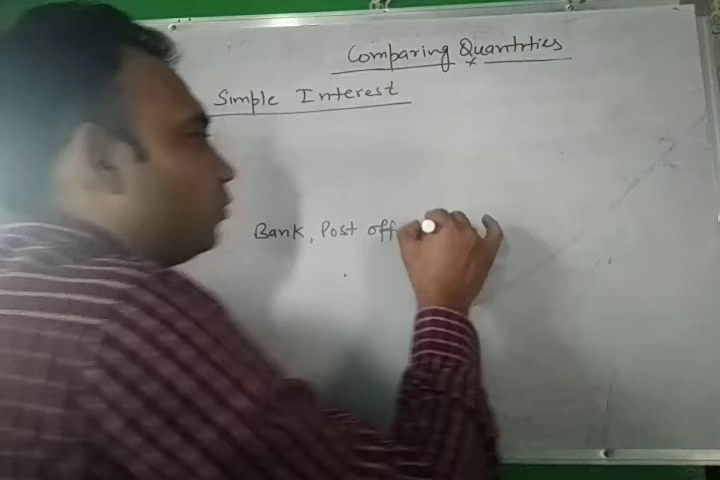 Comparing Quantities
Simple Interest
Bank, Post off